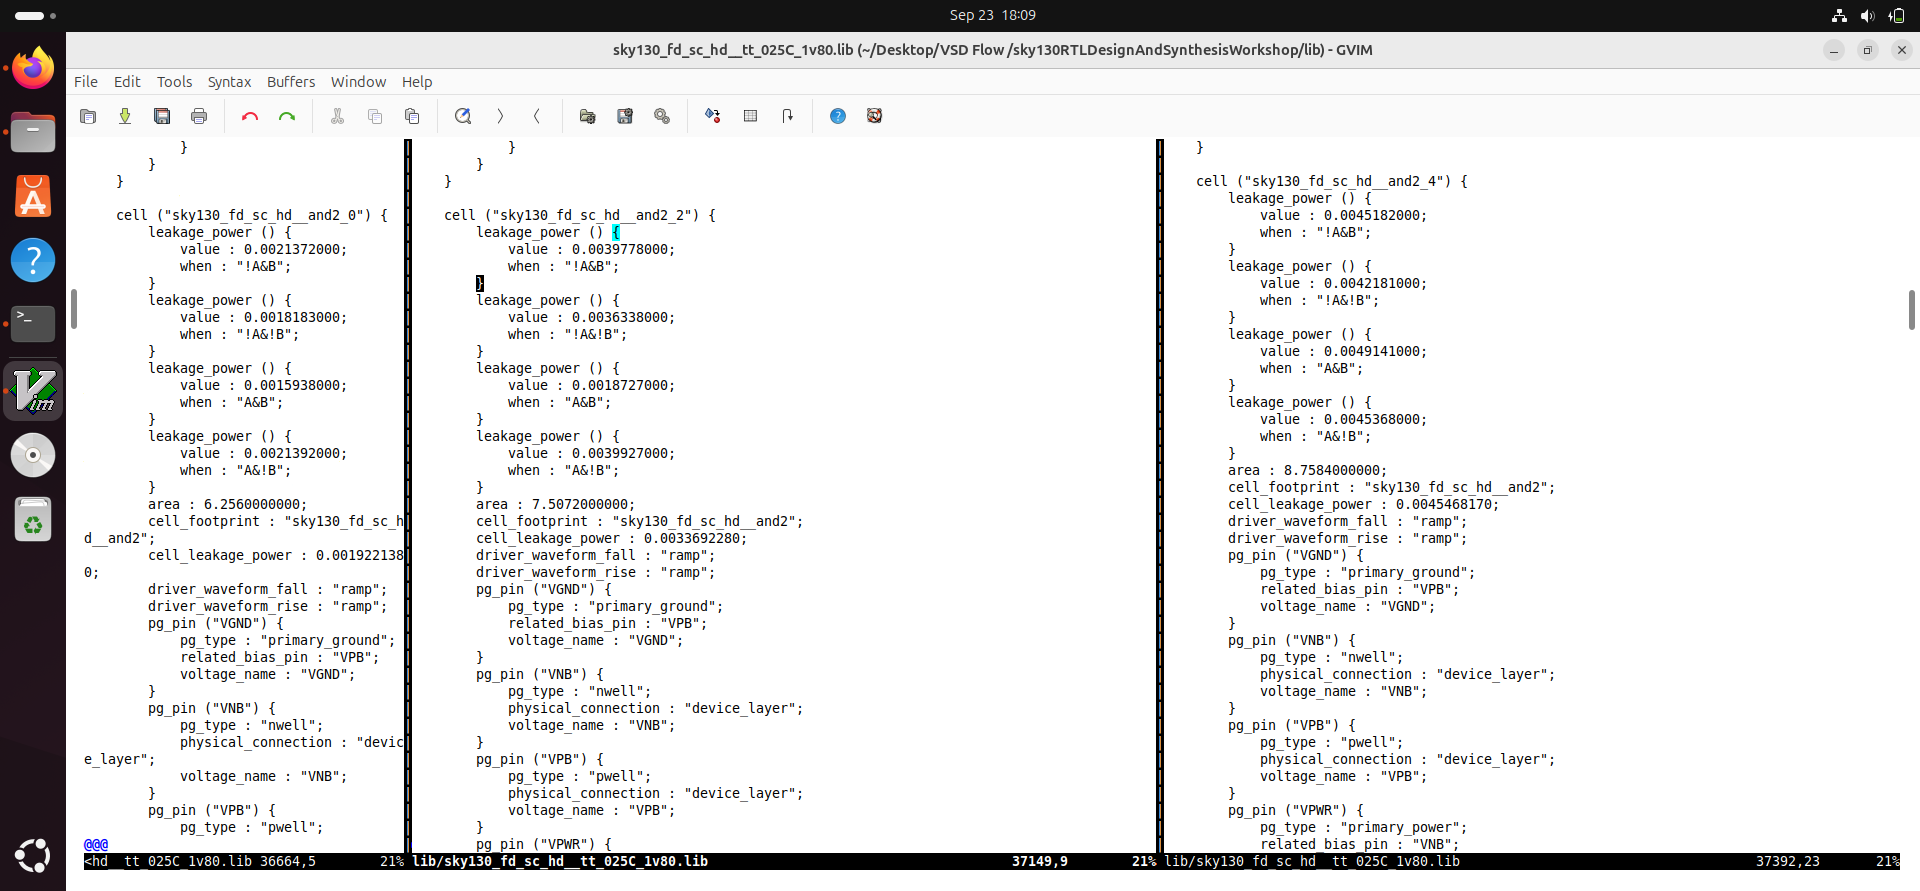 Sep 23 18:09
sky130_fd_sc_hd__tt_025C_1v80.lib (~/Desktop/VSD Flow /sky130RTLDesignAndSynthesisWorkshop/lib) - GVIM
File Edit Tools Syntax Buffers Window Help
}
}
}
cell ("sky130_fd_sc_hd__and2_0") {
leakage_power () {
value : 0.0021372000;
when : "!A&B";
}
leakage_power () {
value : 0.0018183000;
when : "!A&!B";
}
leakage_power () {
value : 0.0015938000;
when : "A&B";
}
leakage_power () {
value : 0.0021392000;
when : "A&!B";
}
area : 6.2560000000;
cell_footprint : "sky130_fd_sc_h
d__and2";
cell_leakage_power : 0.001922138
0;
driver_waveform_fall : "ramp";
driver_waveform_rise : "ramp";
pg_pin ("VGND") {
pg_type : "primary_ground";
related_bias_pin : "VPB";
voltage_name : "VGND";
}
pg_pin ("VNB") {
pg_type : "nwell";
physical_connection : "devic
e_layer";
voltage_name : "VNB";
}
pg_pin ("VPB") {
pg_type : "pwell";
@@@
<hd__tt_025C_1v80.lib 36664,5 21%
}
}
}
cell ("sky130_fd_sc_hd__and2_2") {
leakage_power () {
value : 0.0039778000;
when : "!A&B";
}
leakage_power () {
value : 0.0036338000;
when : "!A&!B";
}
leakage_power () {
value : 0.0018727000;
when : "A&B";
}
leakage_power () {
value : 0.0039927000;
when : "A&!B";
}
area : 7.5072000000;
cell_footprint : "sky130_fd_sc_hd__and2";
cell_leakage_power : 0.0033692280;
driver_waveform_fall : "ramp";
driver_waveform_rise : "ramp";
pg_pin ("VGND") {
pg_type : "primary_ground";
related_bias_pin : "VPB";
voltage_name : "VGND";
}
pg_pin ("VNB") {
pg_type : "nwell";
physical_connection : "device_layer";
voltage_name : "VNB";
}
pg_pin ("VPB") {
pg_type : "pwell";
physical_connection : "device_layer";
voltage_name : "VPB";
}
pg_pin ("VPWR") {
lib/sky130_fd_sc_hd__tt_025C_1v80.lib 37149,9 21%
}
cell ("sky130_fd_sc_hd__and2_4") {
leakage_power () {
value : 0.0045182000;
when : "!A&B";
}
leakage_power () {
value : 0.0042181000;
when : "!A&!B";
}
leakage_power () {
value : 0.0049141000;
when : "A&B";
}
leakage_power () {
value : 0.0045368000;
when : "A&!B";
}
area : 8.7584000000;
cell_footprint : "sky130_fd_sc_hd__and2";
cell_leakage_power : 0.0045468170;
driver_waveform_fall : "ramp";
driver_waveform_rise : "ramp";
pg_pin ("VGND") {
pg_type : "primary_ground";
related_bias_pin : "VPB";
voltage_name : "VGND";
}
pg_pin ("VNB") {
pg_type : "nwell";
physical_connection : "device_layer";
voltage_name : "VNB";
}
pg_pin ("VPB") {
pg_type : "pwell";
physical_connection : "device_layer";
voltage_name : "VPB";
}
pg_pin ("VPWR") {
pg_type : "primary_power";
related_bias_pin : "VNB";
lib/sky130_fd_sc_hd__tt_025C_1v80.lib 37392,23 21%